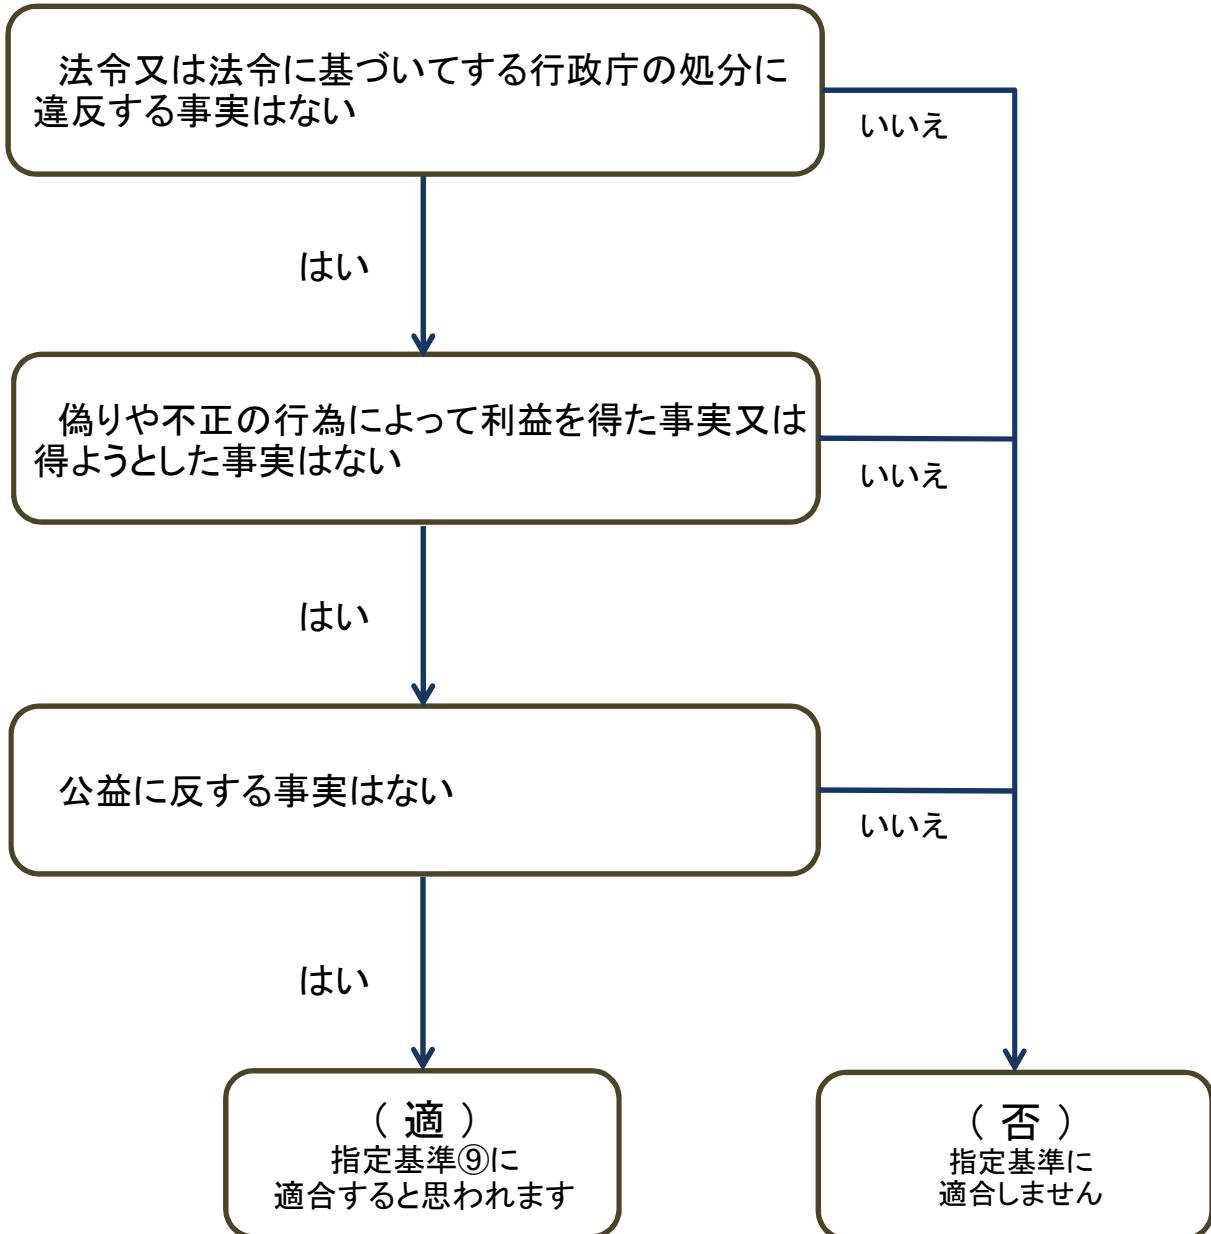 法令又は法令に基づいてする行政庁の処分に
違反する事実はない
いいえ
はい
偽りや不正の行為によって利益を得た事実又は
得ようとした事実はない
いいえ
はい
公益に反する事実はない
いいえ
はい
（ 適 ）
指定基準⑨に
適合すると思われます
（ 否 ）
指定基準に
適合しません